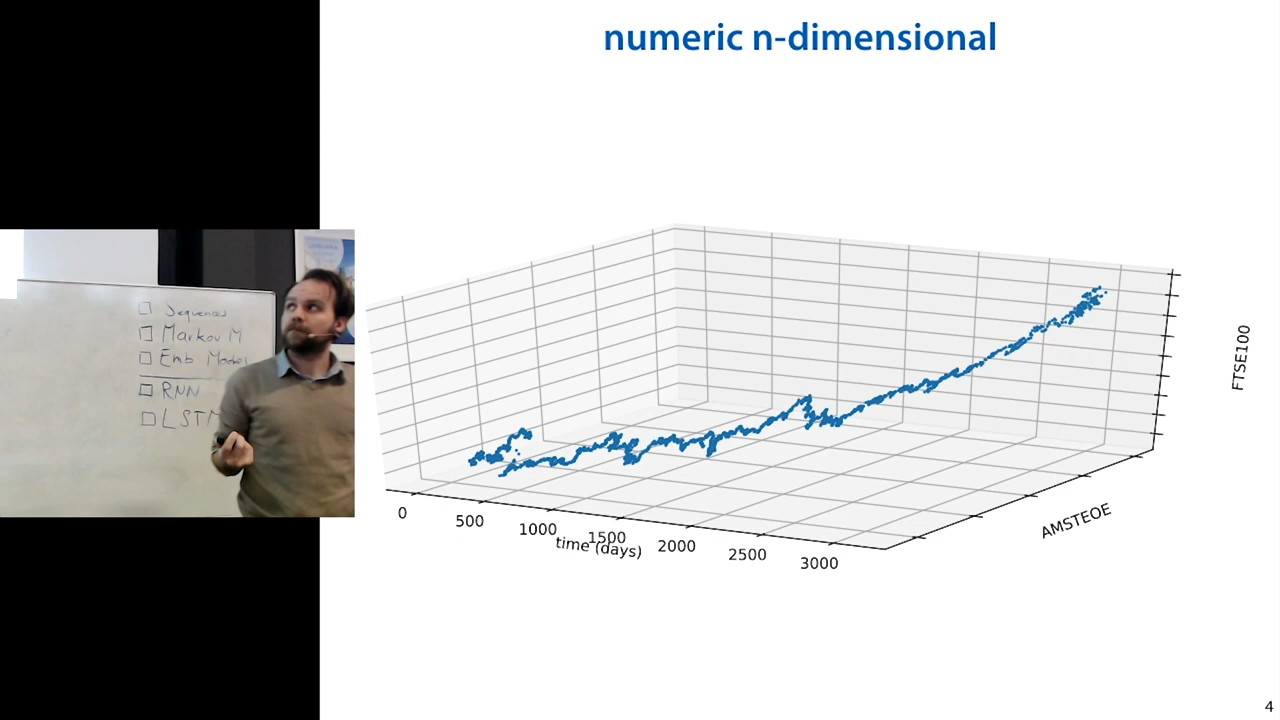 numeric n-dimensional
Sequences
Markov M
Emb Model
RNN
LSTM
0
500
1000
1500
2000
2500
3000
time (days)
AMSTEOE
FTSE100
4